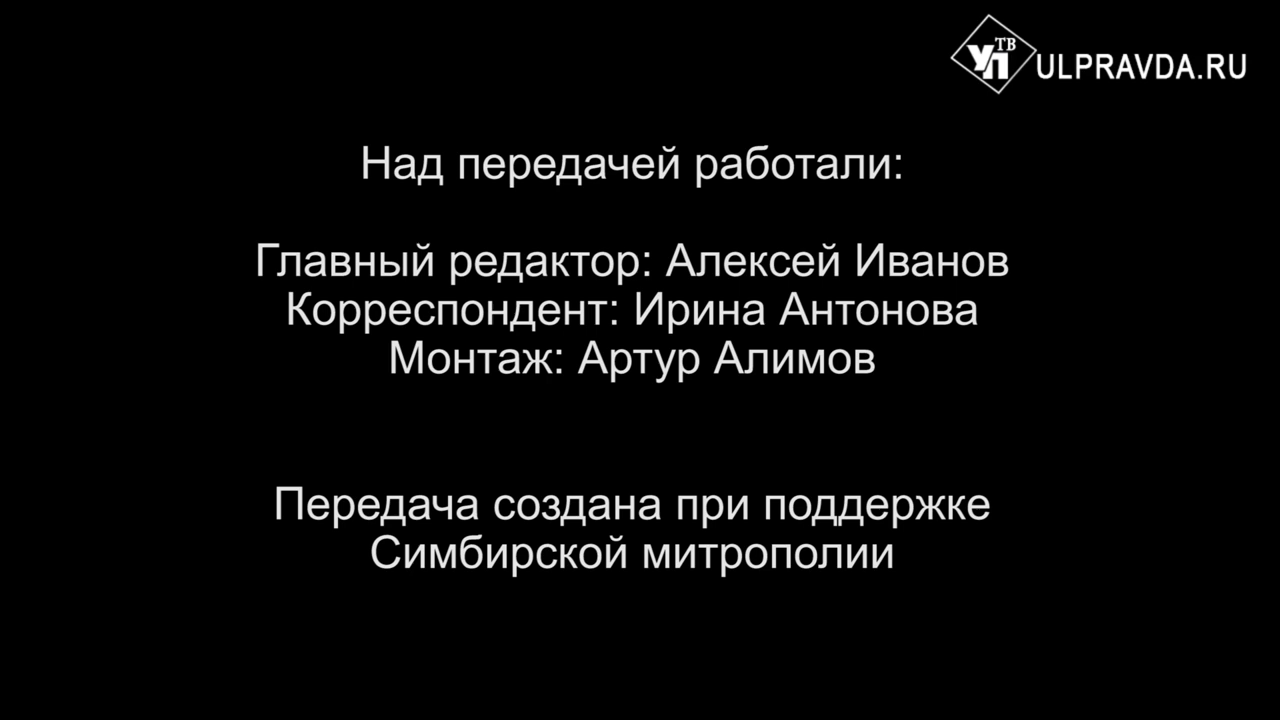 УП ТВ ULPRAVDA.RU
Над передачей работали:
Главный редактор: Алексей Иванов
Корреспондент: Ирина Антонова
Монтаж: Артур Алимов
Передача создана при поддержке
Симбирской митрополии